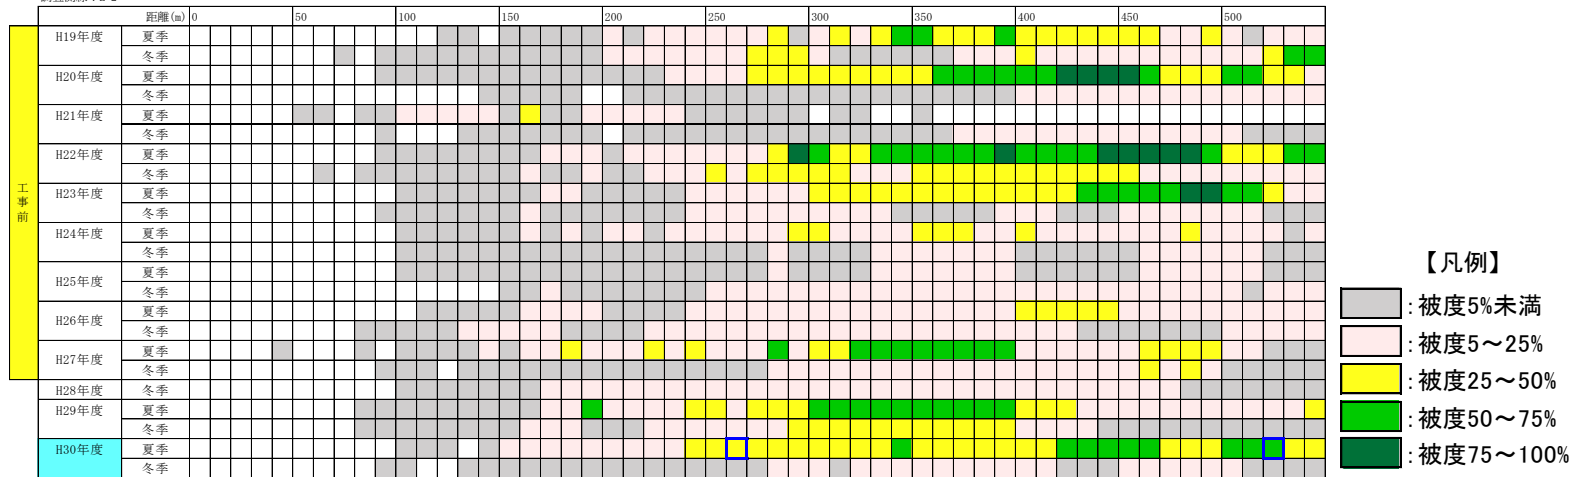 距離(m) 0 50 100 150 200 250 300 350 400 450 500
工事前
H19年度 夏季
冬季
H20年度 夏季
冬季
H21年度 夏季
冬季
H22年度 夏季
冬季
H23年度 夏季
冬季
H24年度 夏季
冬季
H25年度 夏季
冬季
H26年度 夏季
冬季
H27年度 夏季
冬季
H28年度 冬季
H29年度 夏季
冬季
H30年度 夏季
冬季
【凡例】
:被度5%未満
:被度5～25%
:被度25～50%
:被度50～75%
:被度75～100%